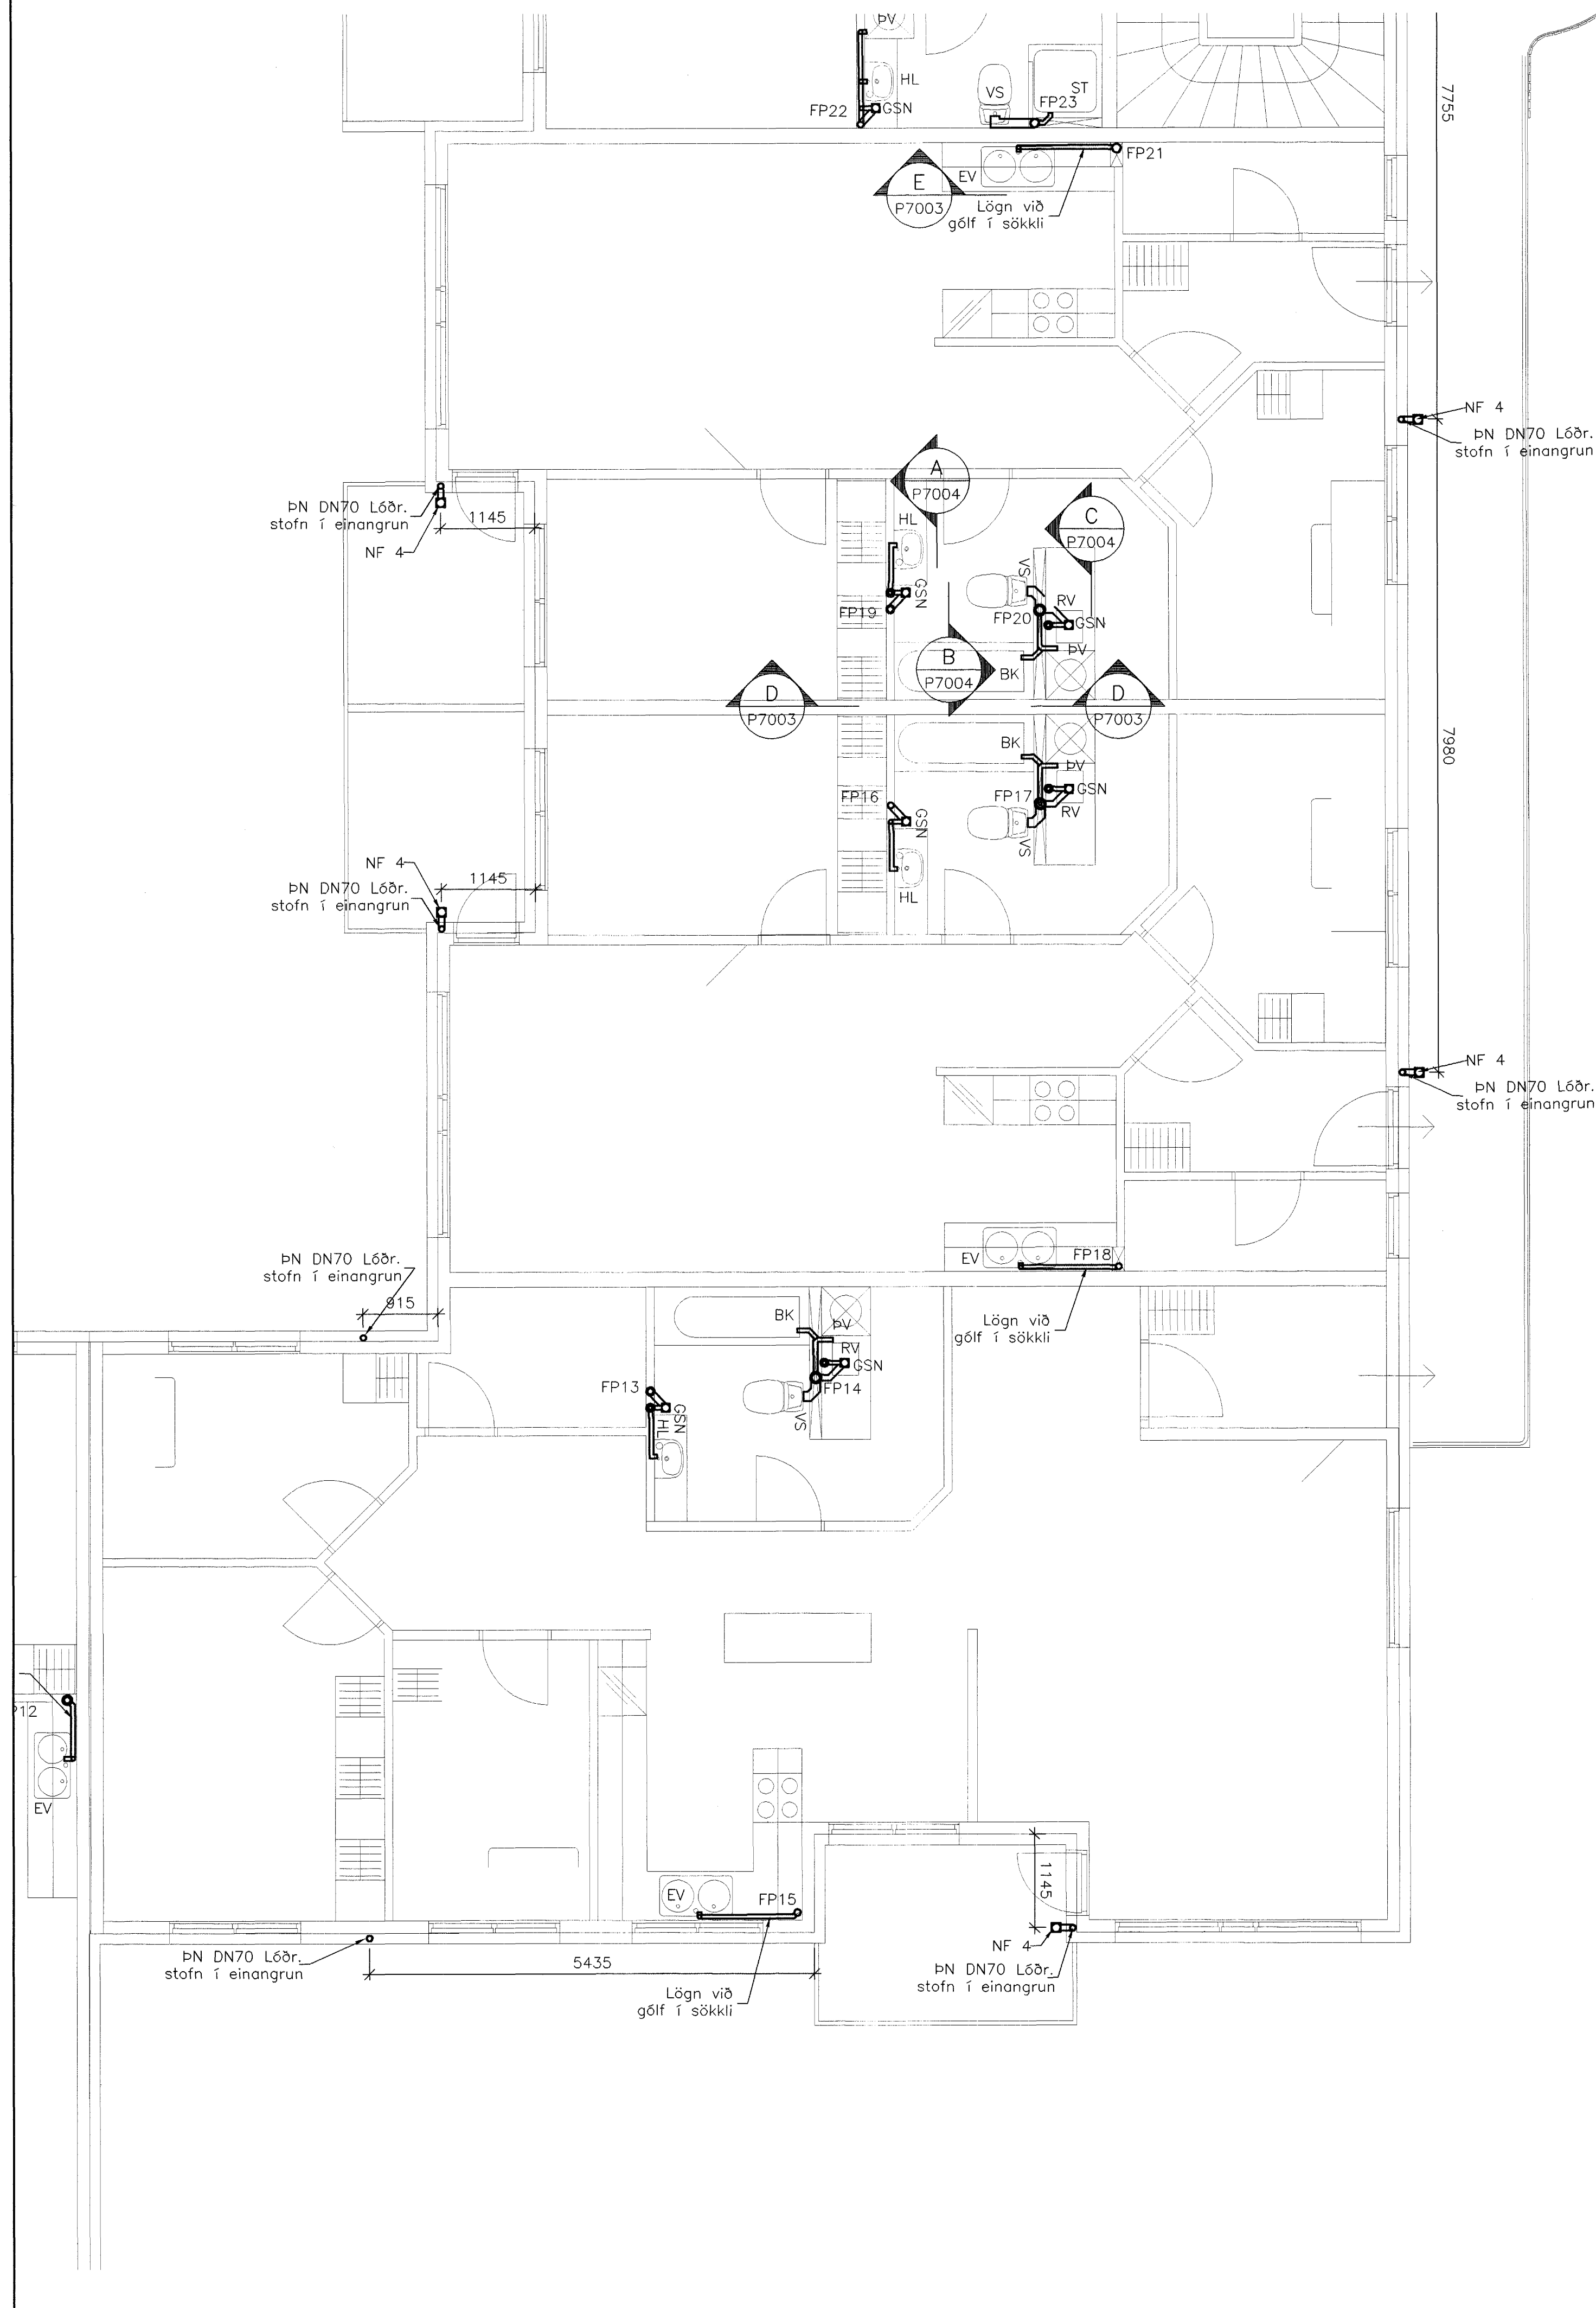 ÞV
HL
VS
ST
FP23
FP22
GSN
7755
FP21
E
P7003
EV
Lögn við
gólf í sökkli
NF 4
ÞN DN70 Lóðr.
stofn í einangrun
A
P7004
ÞN DN70 Lóðr.
stofn í einangrun
NF 4
1145
HL
C
P7004
VS
GSN
RV
FP19
FP20
GSN
ÞV
B
P7004
BK
D
P7003
D
P7003
BK
ÞV
7980
FP16
GSN
FP17
GSN
RV
VS
HL
NF 4
ÞN DN70 Lóðr.
stofn í einangrun
1145
NF 4
ÞN DN70 Lóðr.
stofn í einangrun
EV
FP18
ÞN DN70 Lóðr.
stofn í einangrun
915
Lögn við
gólf í sökkli
BK
ÞV
RV
GSN
FP13
FP14
GSN
HL
VS
P12
EV
EV
FP15
1145
NF 4
ÞN DN70 Lóðr.
stofn í einangrun
5435
ÞN DN70 Lóðr.
stofn í einangrun
Lögn við
gólf í sökkli